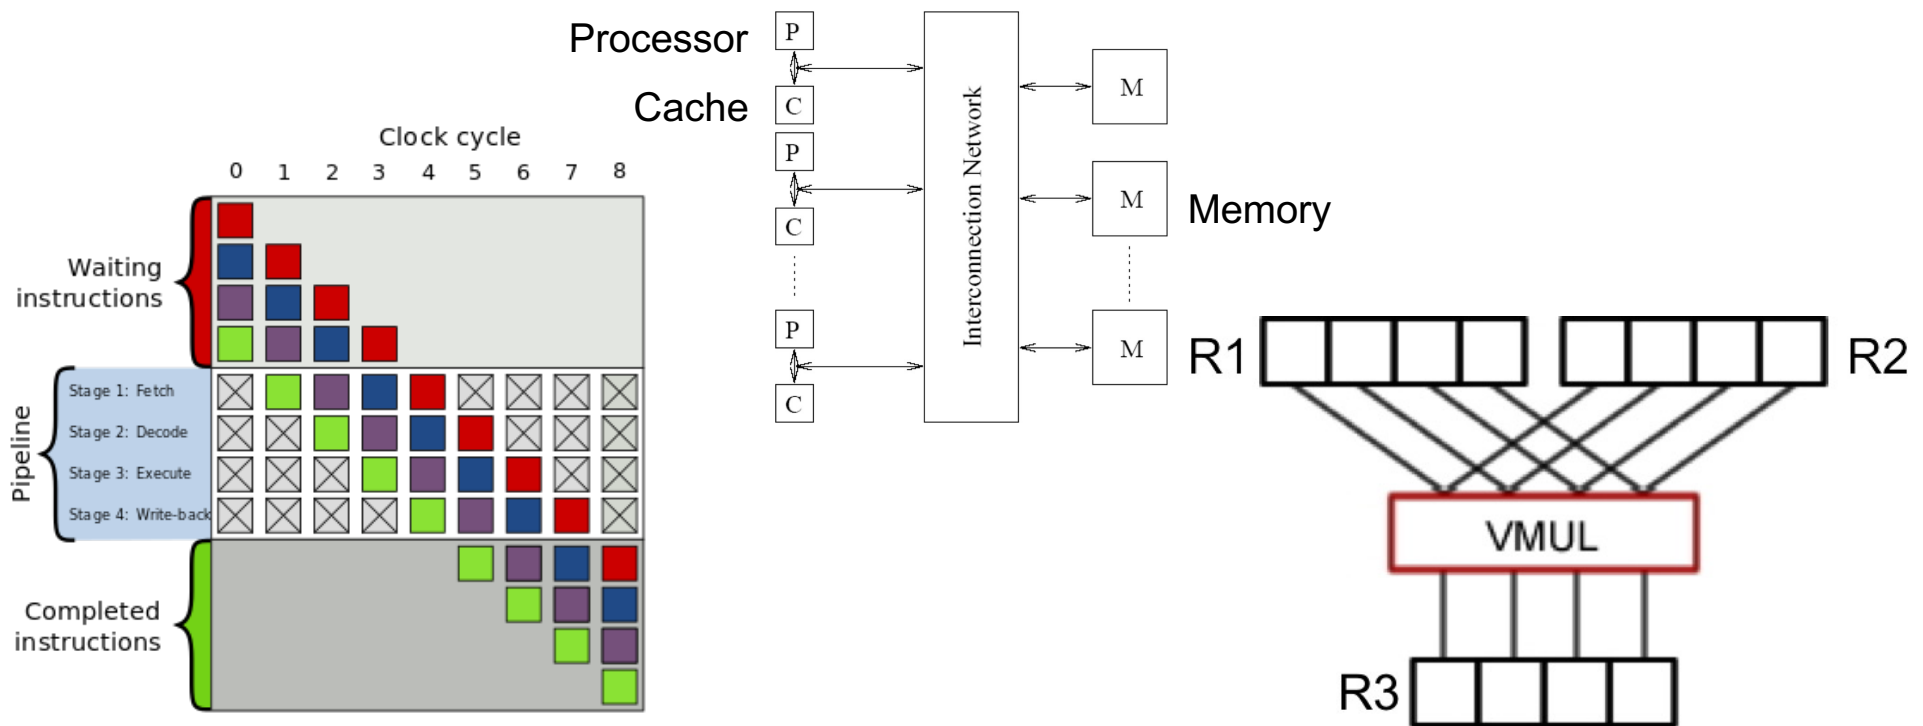 Clock cycle
0 1 2 3 4 5 6 7 8
Waiting
instructions
Pipeline
Stage 1: Fetch
Stage 2: Decode
Stage 3: Execute
Stage 4: Write-back
Completed
instructions
Processor
Cache
P
C
P
C
P
C
Interconnection Network
M
M
M
Memory
R1
R2
VMUL
R3